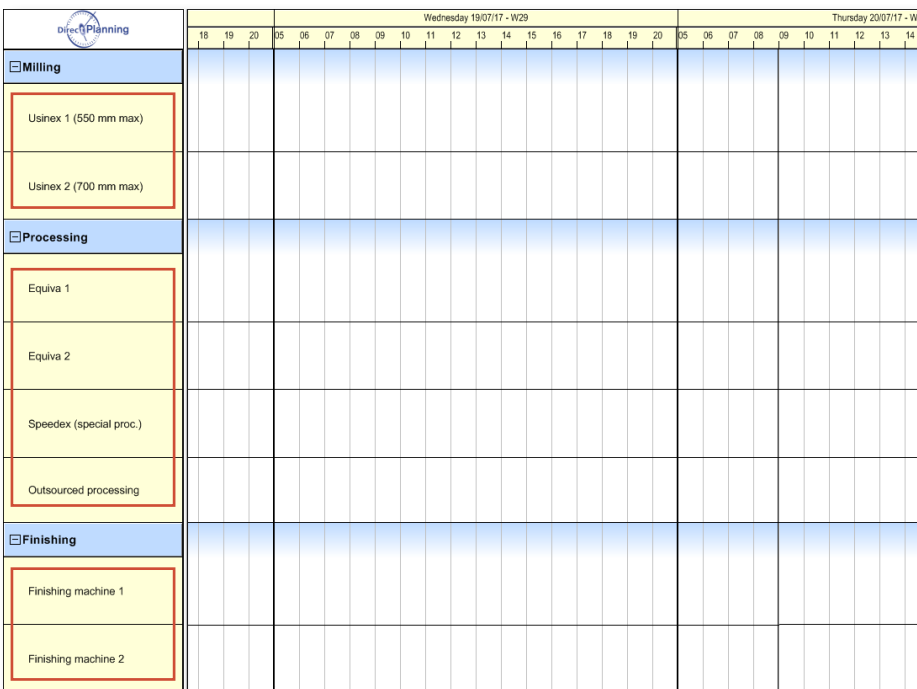 DirectPlanning
Wednesday 19/07/17 - W29
Thursday 20/07/17 - W
18 19 20 05 06 07 08 09 10 11 12 13 14 15 16 17 18 19 20 05 06 07 08 09 10 11 12 13 14
Milling
Usinex 1 (550 mm max)
Usinex 2 (700 mm max)
Processing
Equiva 1
Equiva 2
Speedex (special proc.)
Outsourced processing
Finishing
Finishing machine 1
Finishing machine 2